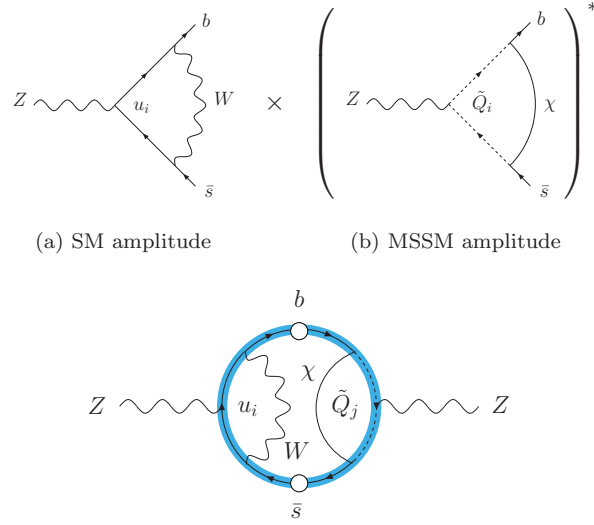 b
*
b
Z
u_i
W
×
Z
Q̃_i
χ
s̄
s̄
(a) SM amplitude
(b) MSSM amplitude
b
χ
Z
u_i
Q̃_j
Z
W
s̄